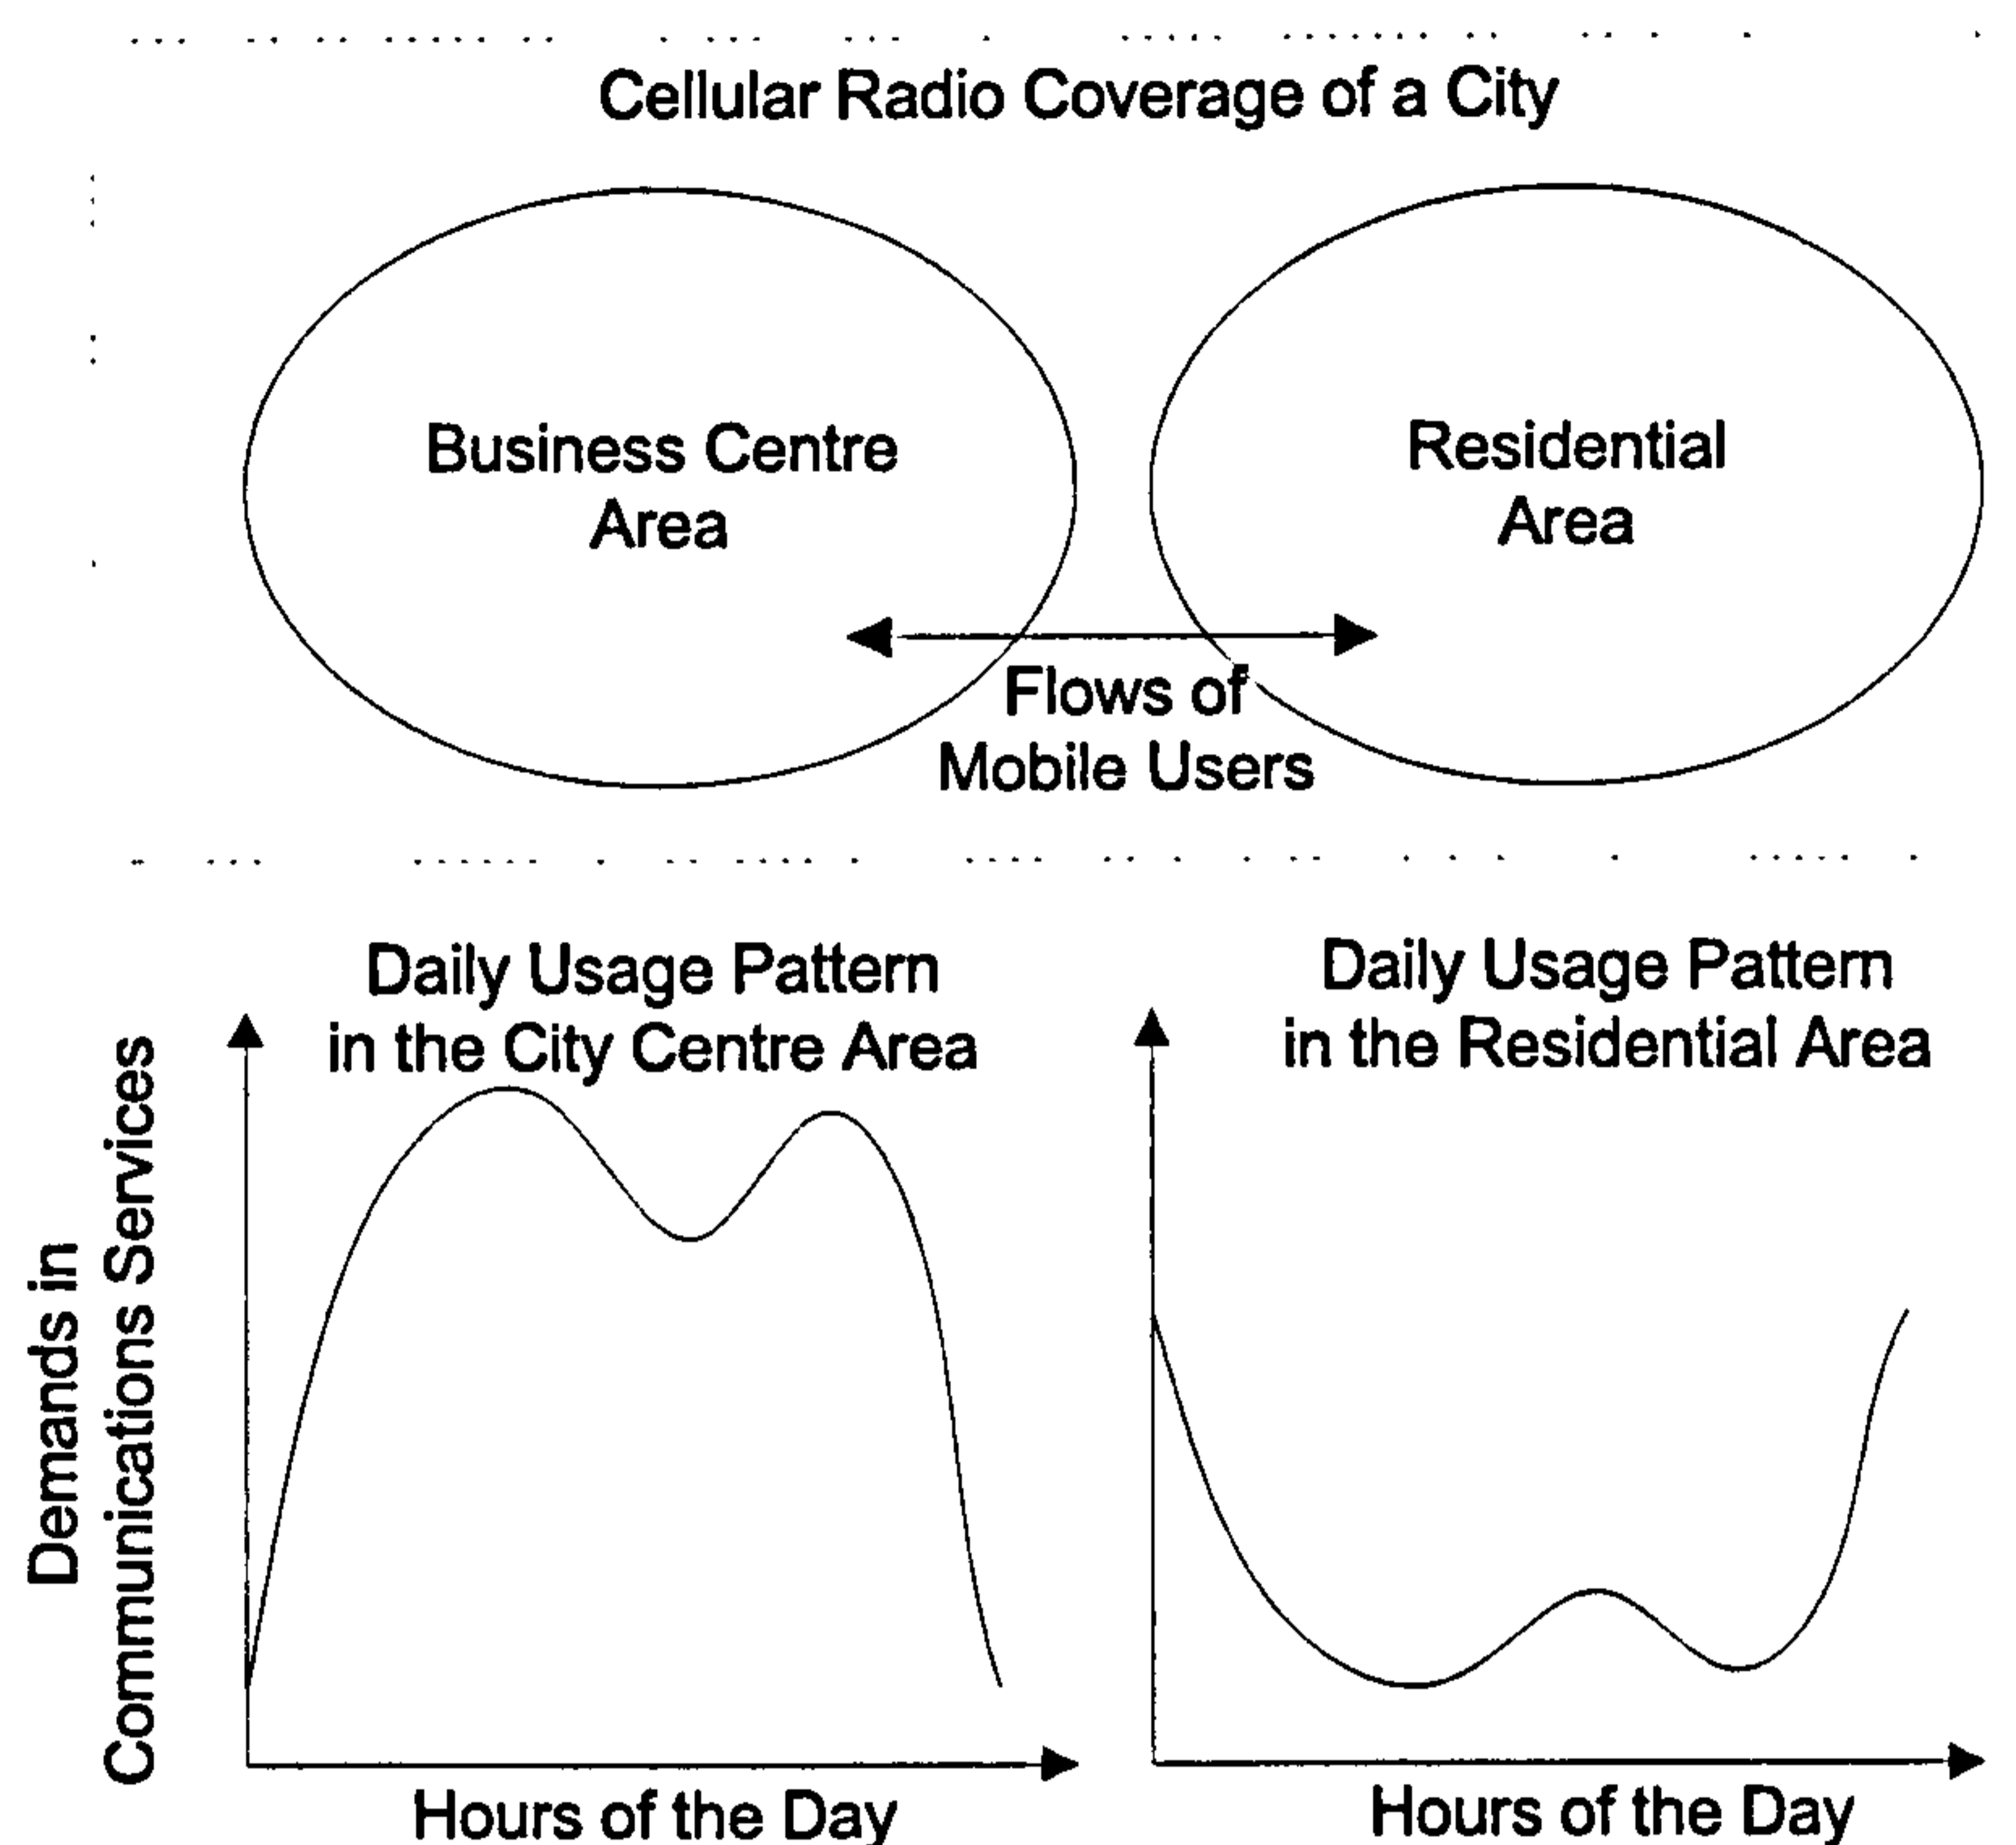 Cellular Radio Coverage of a City
Business Centre
Area
Residential
Area
Flows of
Mobile Users
Daily Usage Pattern
in the City Centre Area
Daily Usage Pattern
in the Residential Area
Demands in
Communications Services
Hours of the Day
Hours of the Day